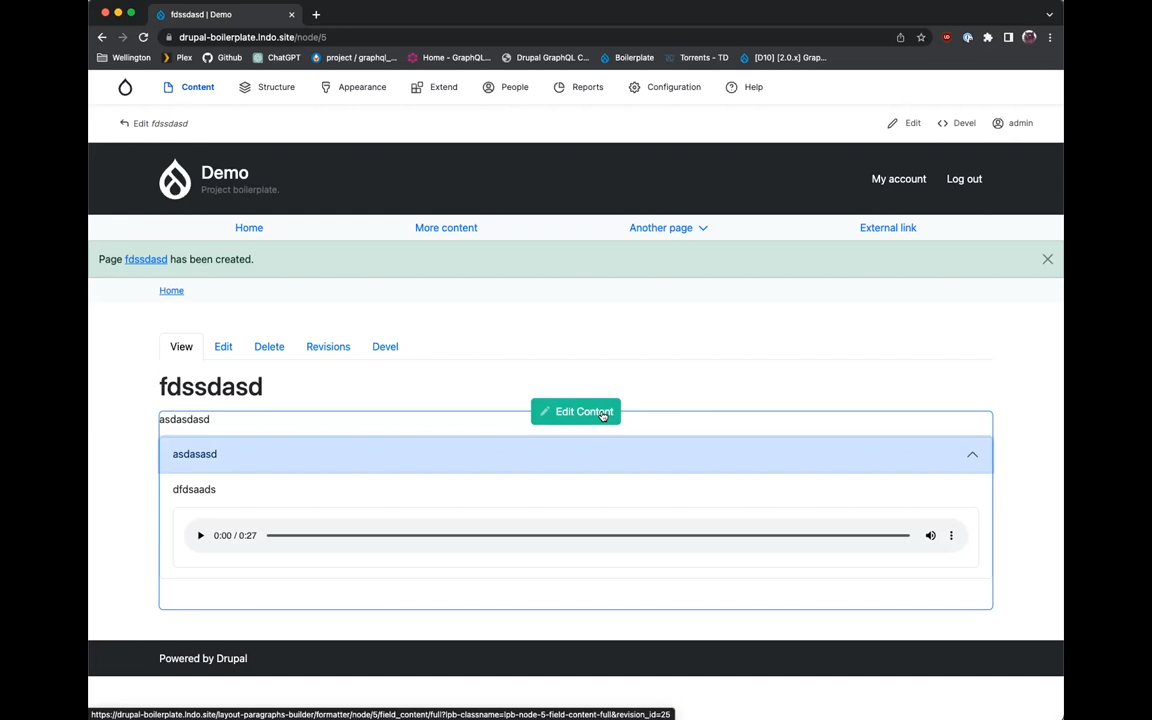 fdssdasd | Demo
drupal-boilerplate.lndo.site/node/5
Wellington Plex Github ChatGPT project / graphql_... Home - GraphQL... Drupal GraphQL C... Boilerplate Torrents - TD [D10] [2.0.x] Grap...
Content Structure Appearance Extend People Reports Configuration Help
Edit fdssdasd Edit Devel admin
Demo
Project boilerplate.
My account Log out
Home More content Another page External link
Page fdssdasd has been created.
Home
View Edit Delete Revisions Devel
fdssdasd
Edit Content
asdasdasd
asdasasd
dfdsaads
0:00 / 0:27
Powered by Drupal
https://drupal-boilerplate.lndo.site/layout-paragraphs-builder/formatter/node/5/field_content/full?lpb-classname=lpb-node-5-field-content-full&revision_id=25